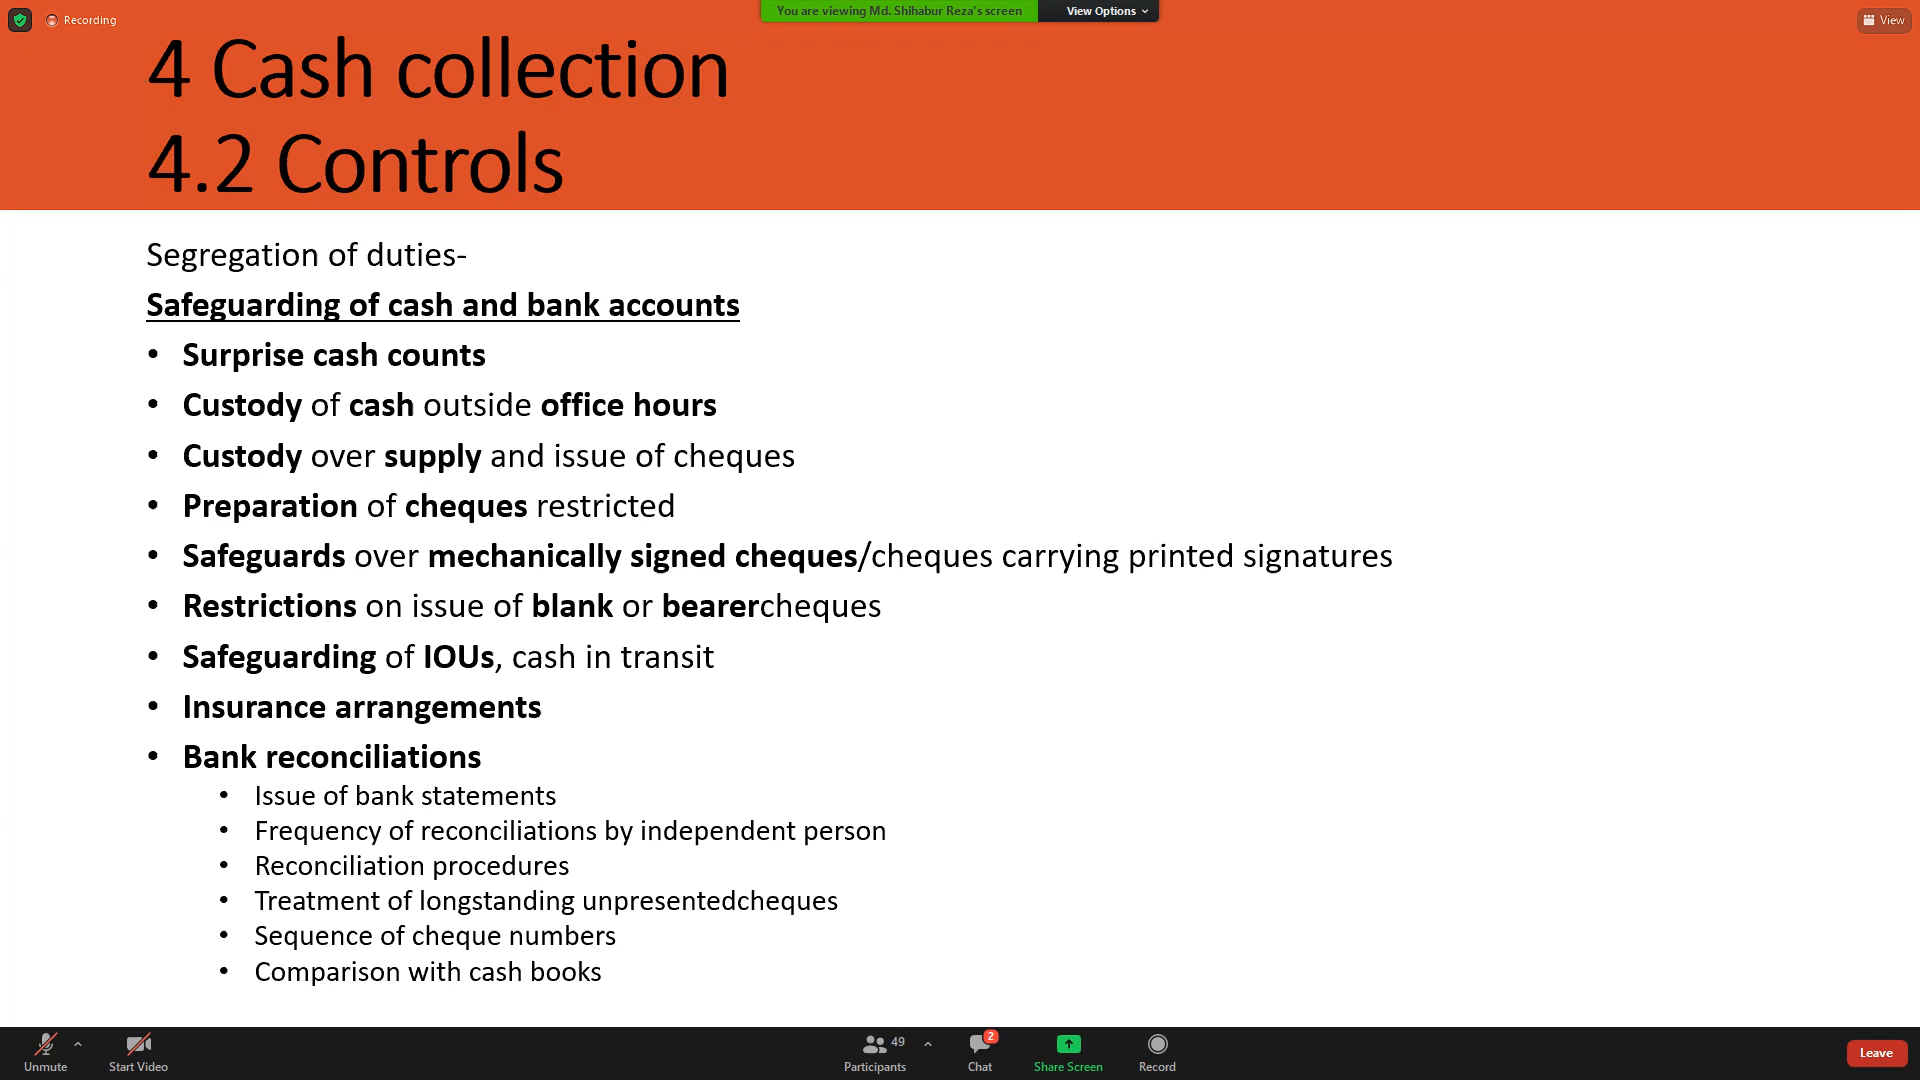 Recording
You are viewing Md. Shihabur Reza's screen
View Options
View
4 Cash collection
4.2 Controls
Segregation of duties-
Safeguarding of cash and bank accounts
• Surprise cash counts
• Custody of cash outside office hours
• Custody over supply and issue of cheques
• Preparation of cheques restricted
• Safeguards over mechanically signed cheques/cheques carrying printed signatures
• Restrictions on issue of blank or bearercheques
• Safeguarding of IOUs, cash in transit
• Insurance arrangements
• Bank reconciliations
• Issue of bank statements
• Frequency of reconciliations by independent person
• Reconciliation procedures
• Treatment of longstanding unpresentedcheques
• Sequence of cheque numbers
• Comparison with cash books
Unmute
Start Video
49
Participants
2
Chat
Share Screen
Record
Leave